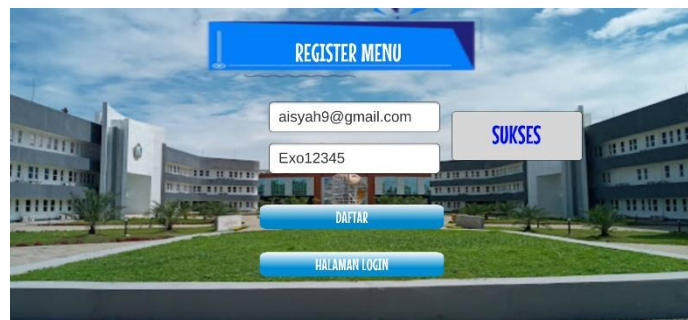 REGISTER MENU
aisyah9@gmail.com
SUKSES
Exo12345
DAFTAR
HALAMAN LOGIN